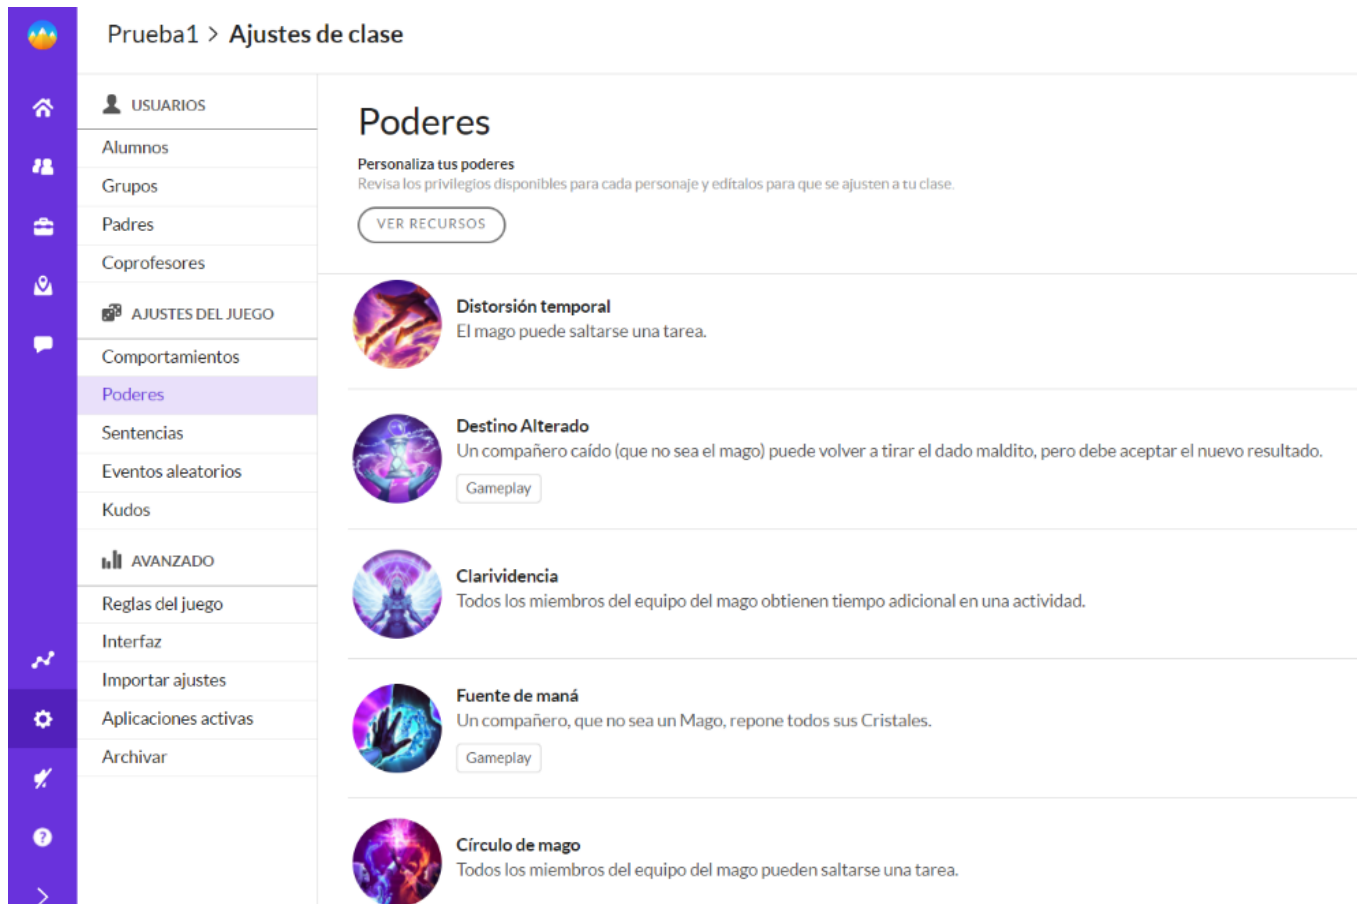 Prueba1 > Ajustes de clase
USUARIOS
Alumnos
Grupos
Padres
Coprofesores
AJUSTES DEL JUEGO
Comportamientos
Poderes
Sentencias
Eventos aleatorios
Kudos
AVANZADO
Reglas del juego
Interfaz
Importar ajustes
Aplicaciones activas
Archivar
Poderes
Personaliza tus poderes
Revisa los privilegios disponibles para cada personaje y edítalos para que se ajusten a tu clase.
VER RECURSOS
Distorsión temporal
El mago puede saltarse una tarea.
Destino Alterado
Un compañero caído (que no sea el mago) puede volver a tirar el dado maldito, pero debe aceptar el nuevo resultado.
Gameplay
Clarividencia
Todos los miembros del equipo del mago obtienen tiempo adicional en una actividad.
Fuente de maná
Un compañero, que no sea un Mago, repone todos sus Cristales.
Gameplay
Círculo de mago
Todos los miembros del equipo del mago pueden saltarse una tarea.